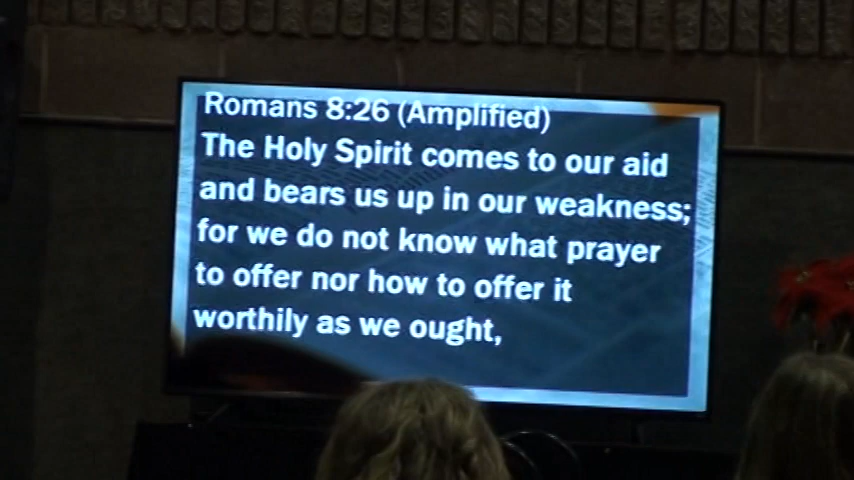 Romans 8:26 (Amplified)
The Holy Spirit comes to our aid
and bears us up in our weakness;
for we do not know what prayer
to offer nor how to offer it
worthily as we ought,